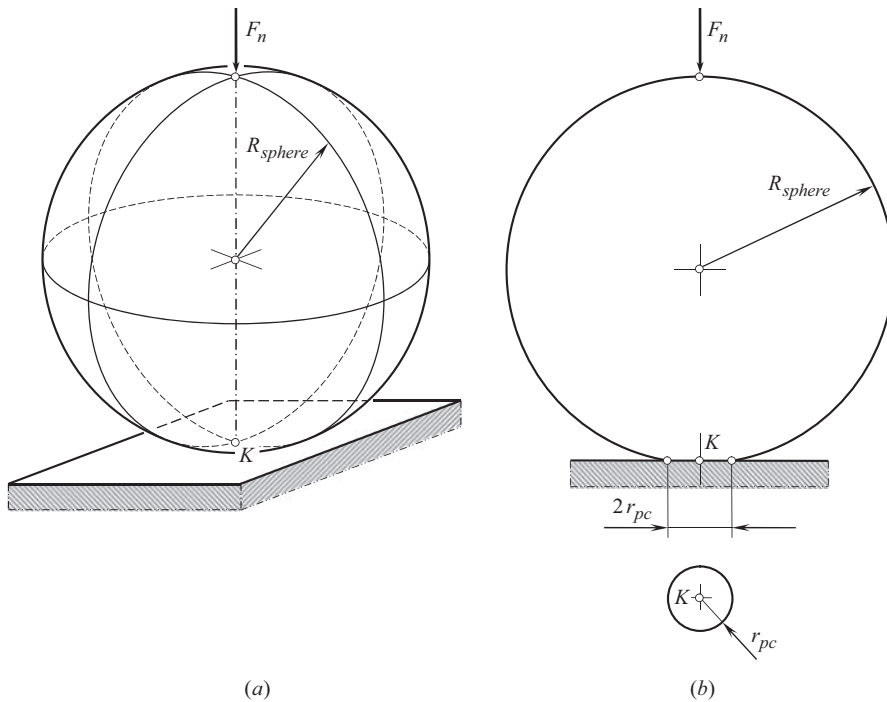 F_n
R_sphere
K
(a)
F_n
R_sphere
K
2 r_pc
K
r_pc
(b)